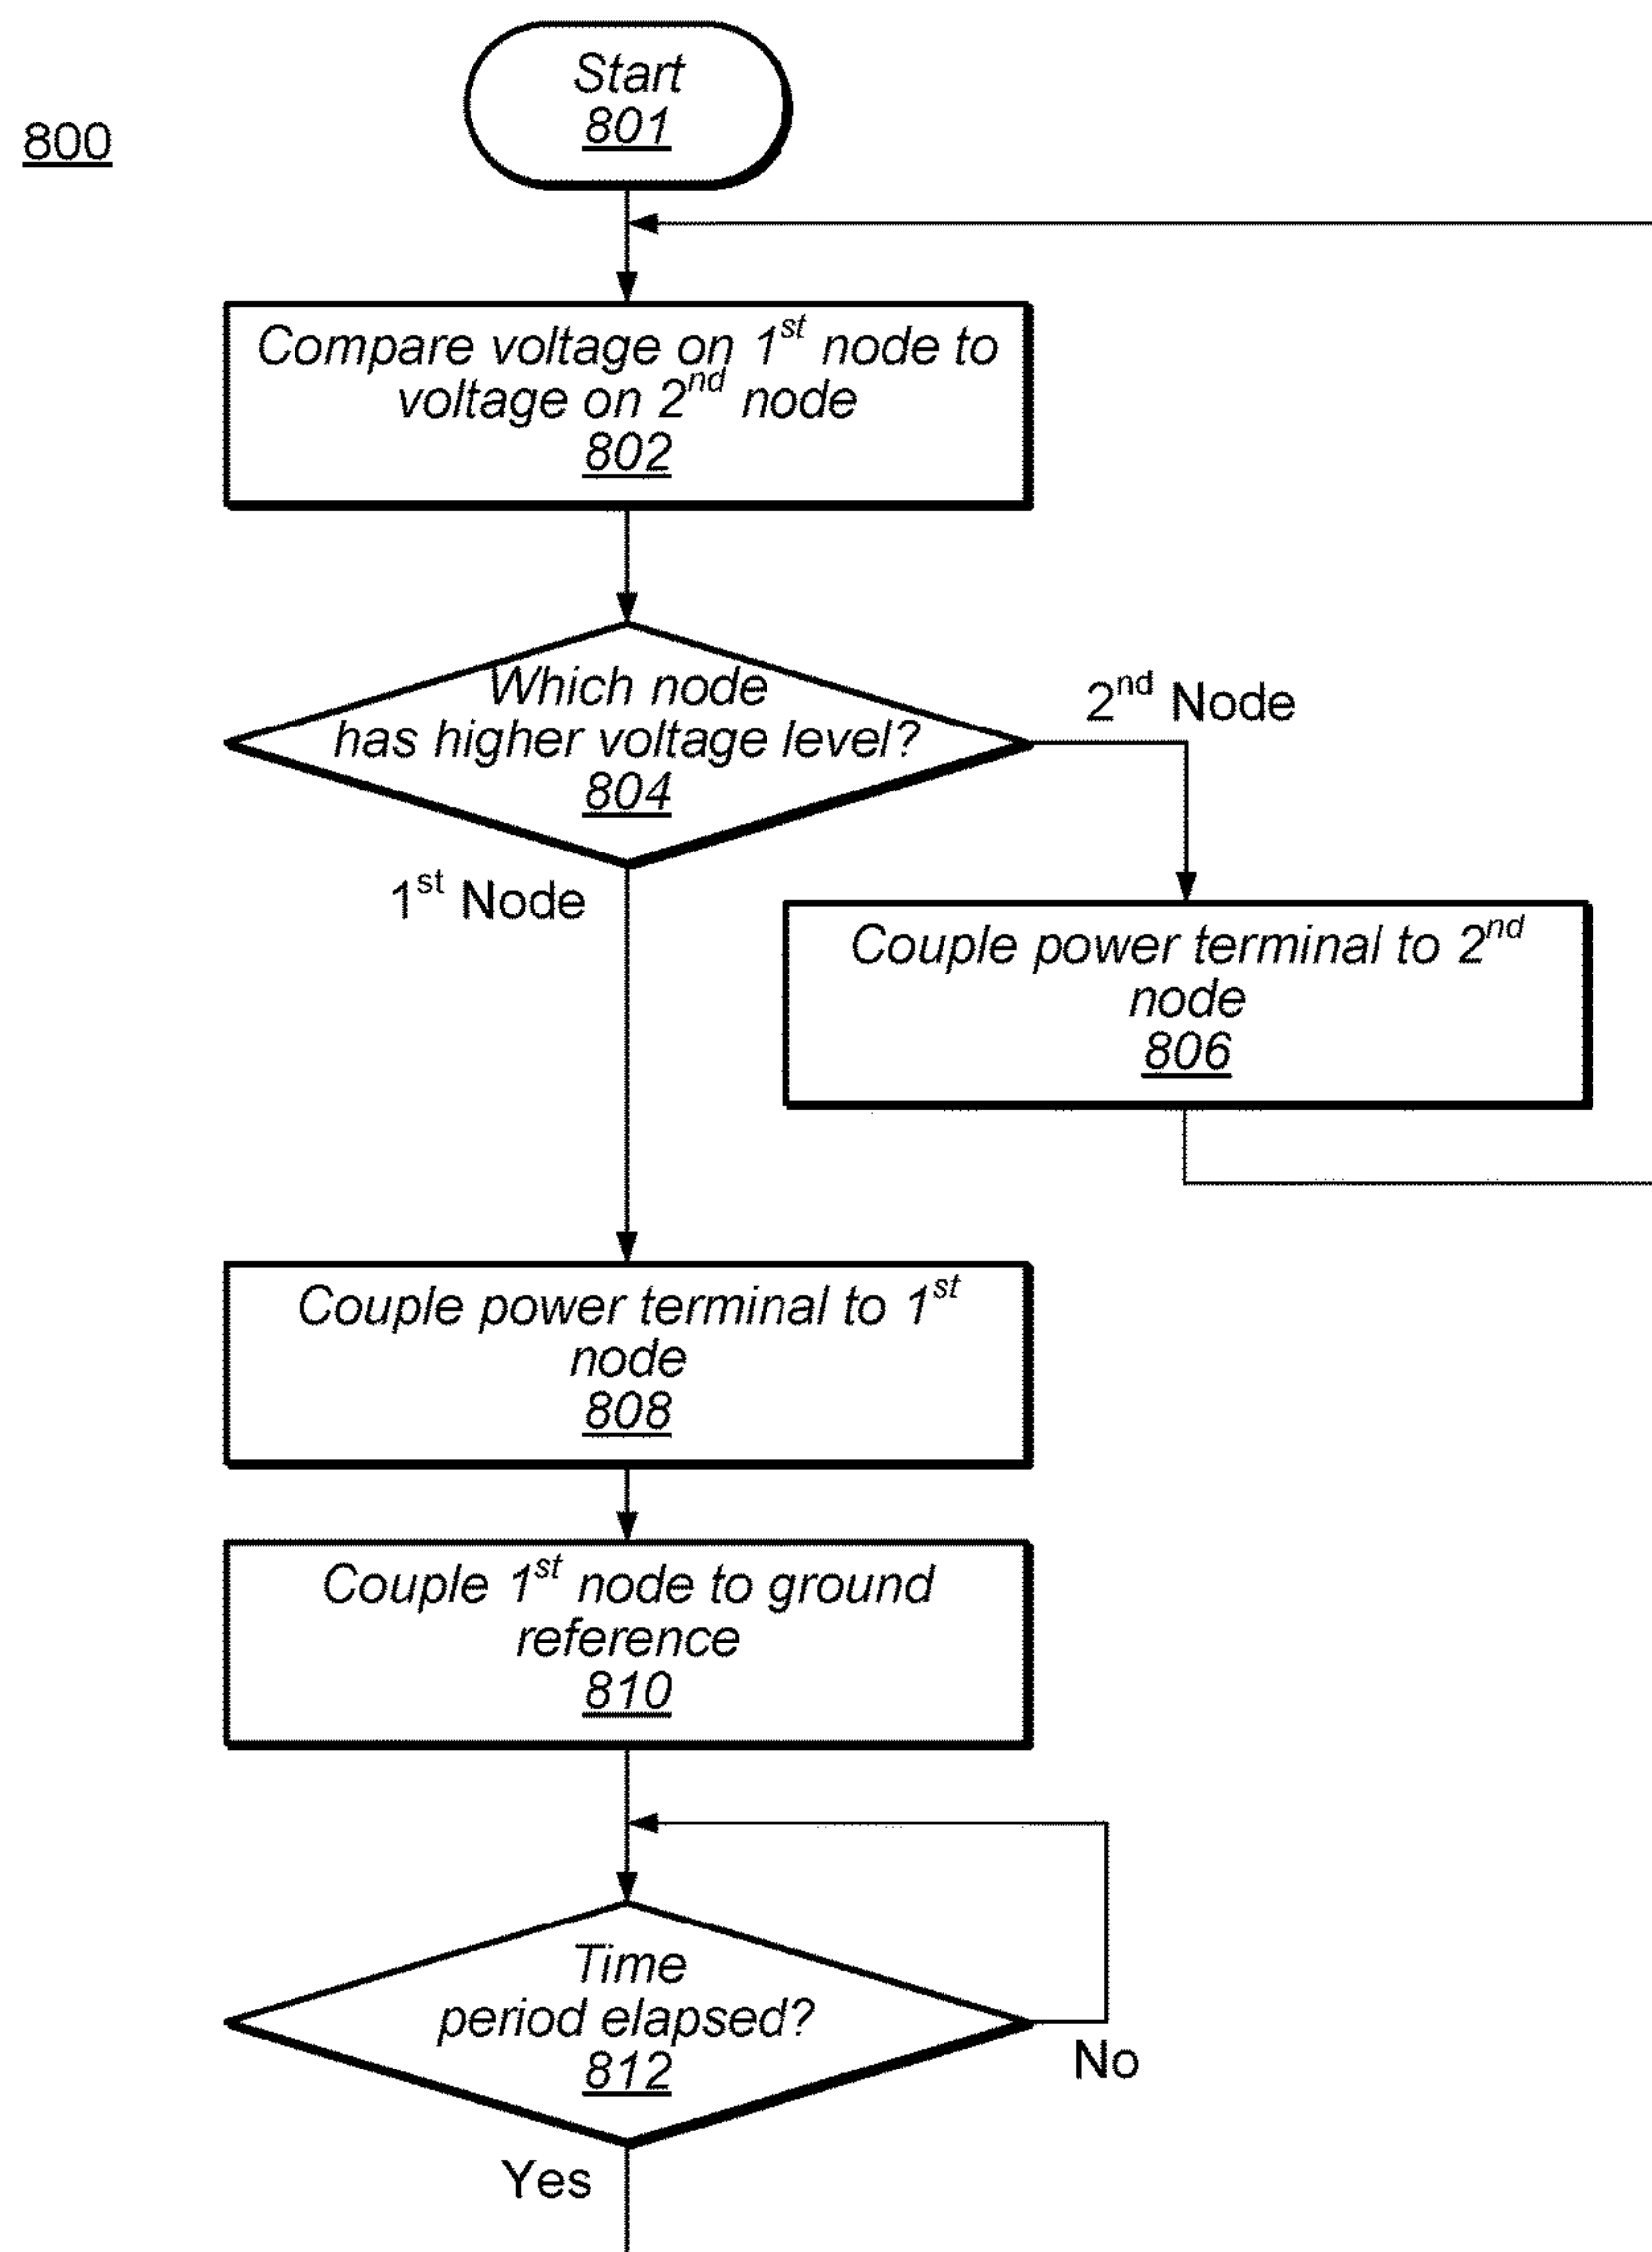 800
Start
801
Compare voltage on 1st node to
voltage on 2nd node
802
Which node
has higher voltage level?
804
2nd Node
1st Node
Couple power terminal to 2nd
node
806
Couple power terminal to 1st
node
808
Couple 1st node to ground
reference
810
Time
period elapsed?
812
No
Yes